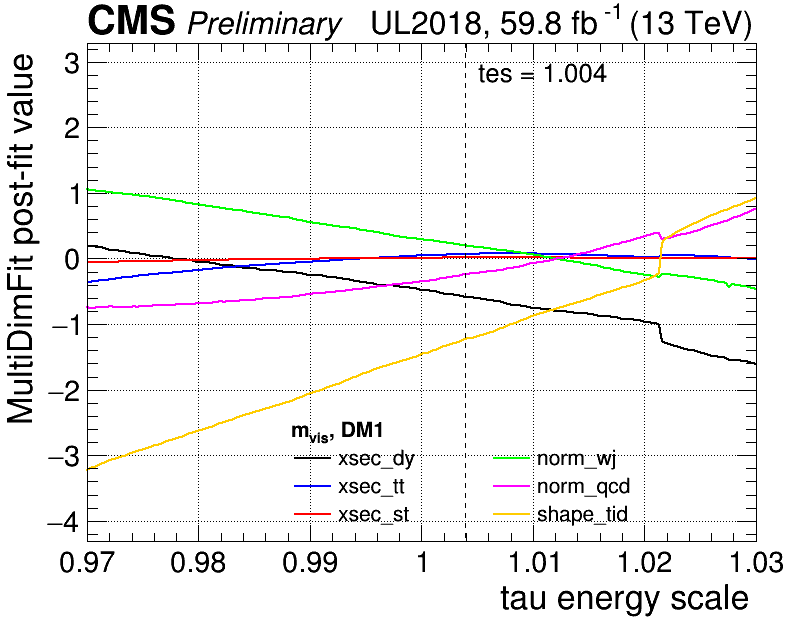 CMS Preliminary UL2018, 59.8 fb⁻¹ (13 TeV)
MultiDimFit post-fit value
tes = 1.004
3
2
1
0
−1
−2
−3
−4
m_vis, DM1
xsec_dy norm_wj
xsec_tt norm_qcd
xsec_st shape_tid
0.97 0.98 0.99 1 1.01 1.02 1.03
tau energy scale